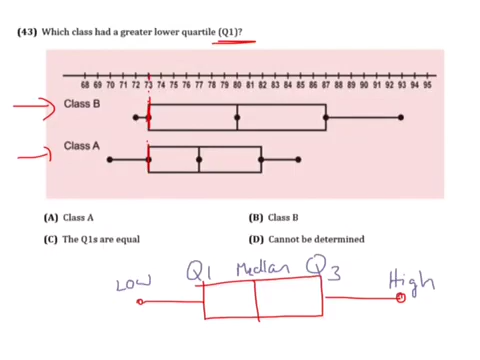 (43) Which class had a greater lower quartile (Q1)?
68 69 70 71 72 73 74 75 76 77 78 79 80 81 82 83 84 85 86 87 88 89 90 91 92 93 94 95
Class B
Class A
(A) Class A (B) Class B
(C) The Q1s are equal (D) Cannot be determined
LOW Q1 Median Q3 High